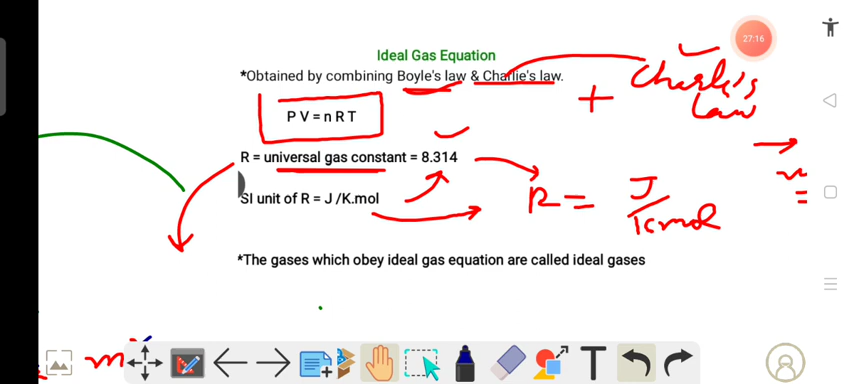 27:16
Ideal Gas Equation
*Obtained by combining Boyle's law & Charlie's law.
Charle's
Law
+
P V = n R T
R = universal gas constant = 8.314
SI unit of R = J /K.mol
R = J
/Kmol
*The gases which obey ideal gas equation are called ideal gases
m
T